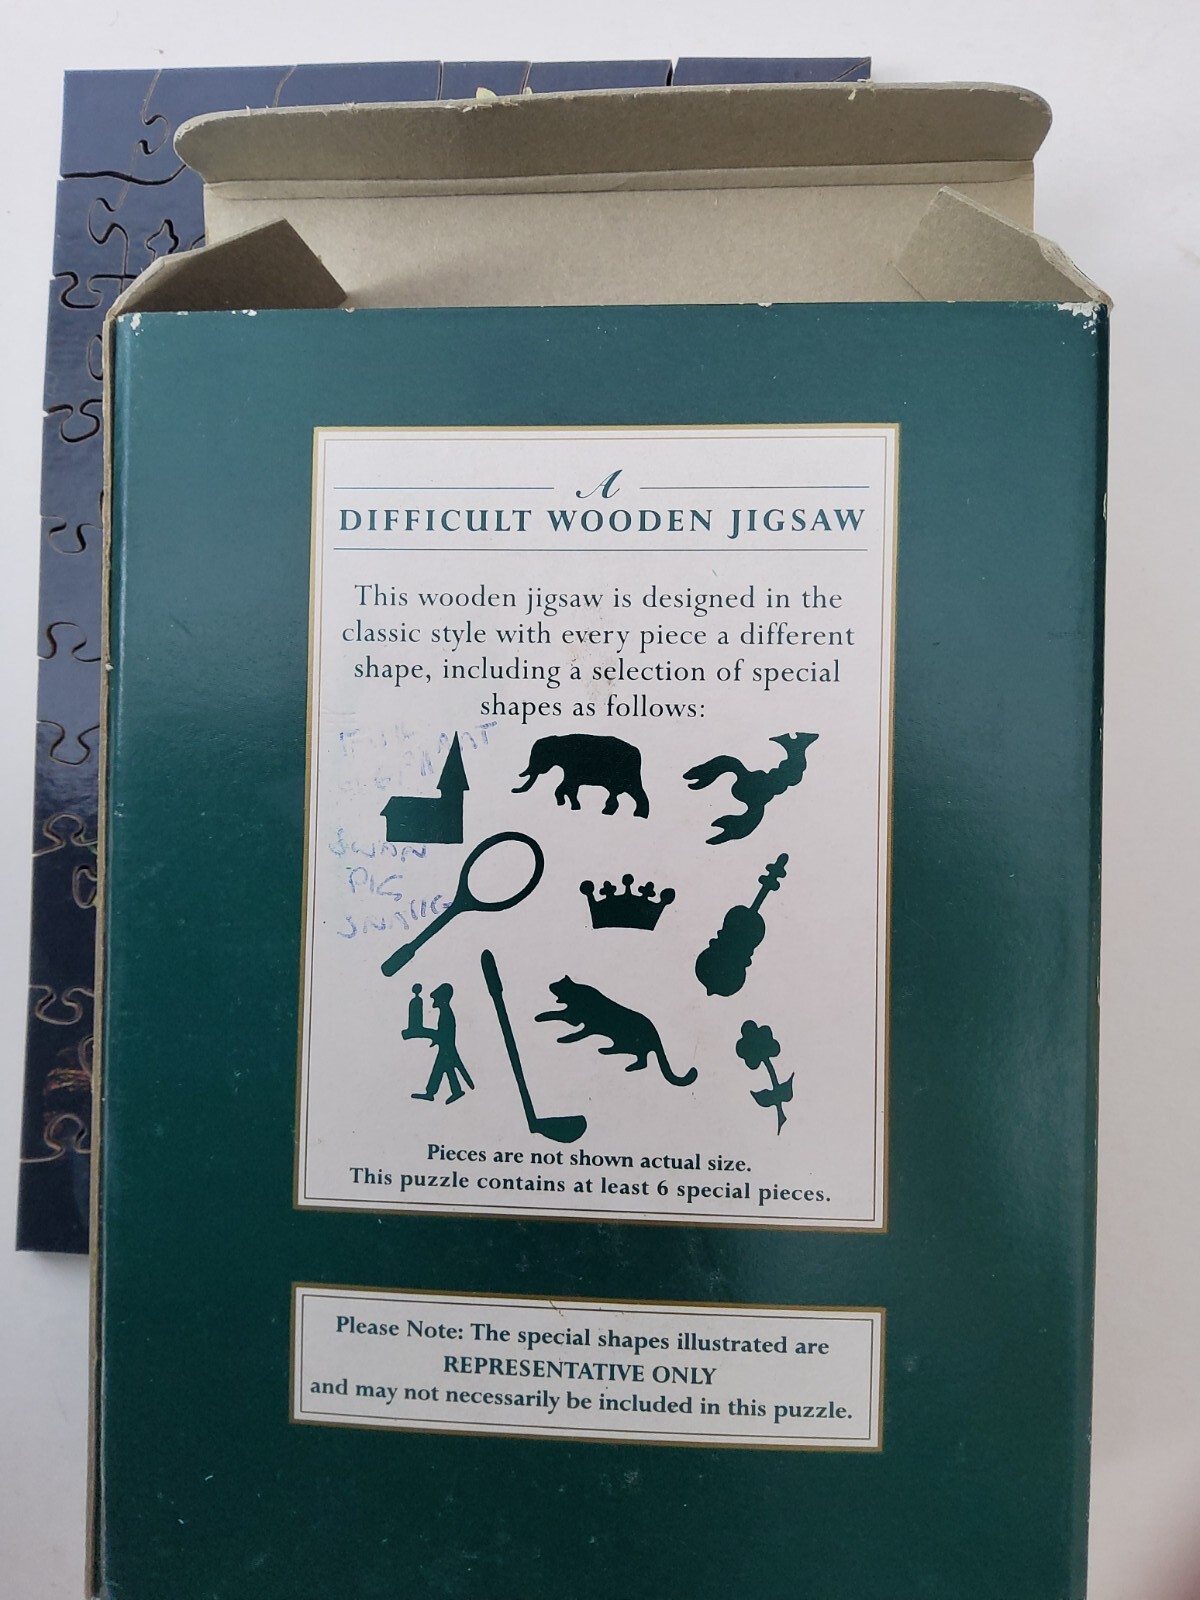 A
DIFFICULT WOODEN JIGSAW
This wooden jigsaw is designed in the
classic style with every piece a different
shape, including a selection of special
shapes as follows:
SWAN
PIG
Pieces are not shown actual size.
This puzzle contains at least 6 special pieces.
Please Note: The special shapes illustrated are
REPRESENTATIVE ONLY
and may not necessarily be included in this puzzle.